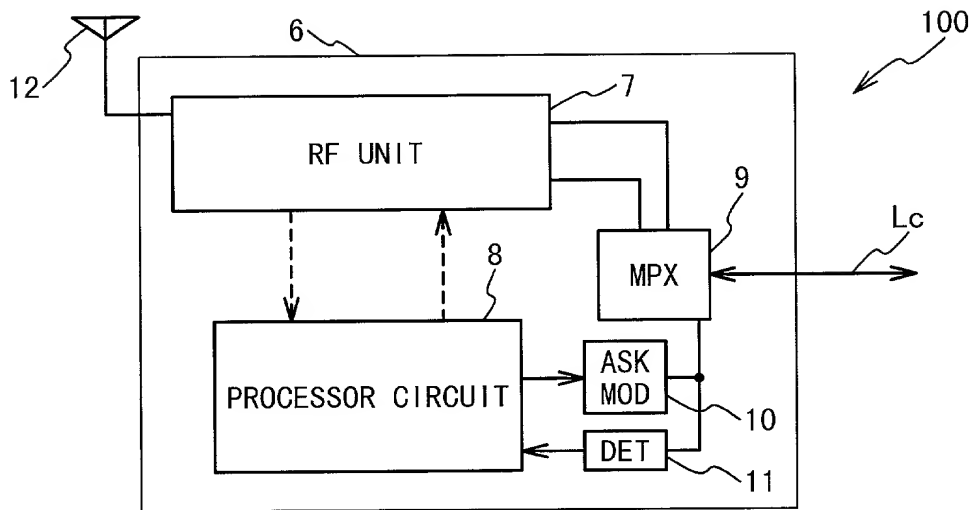 6
100
12
7
RF UNIT
9
Lc
8
MPX
ASK
MOD
PROCESSOR CIRCUIT
10
DET
11